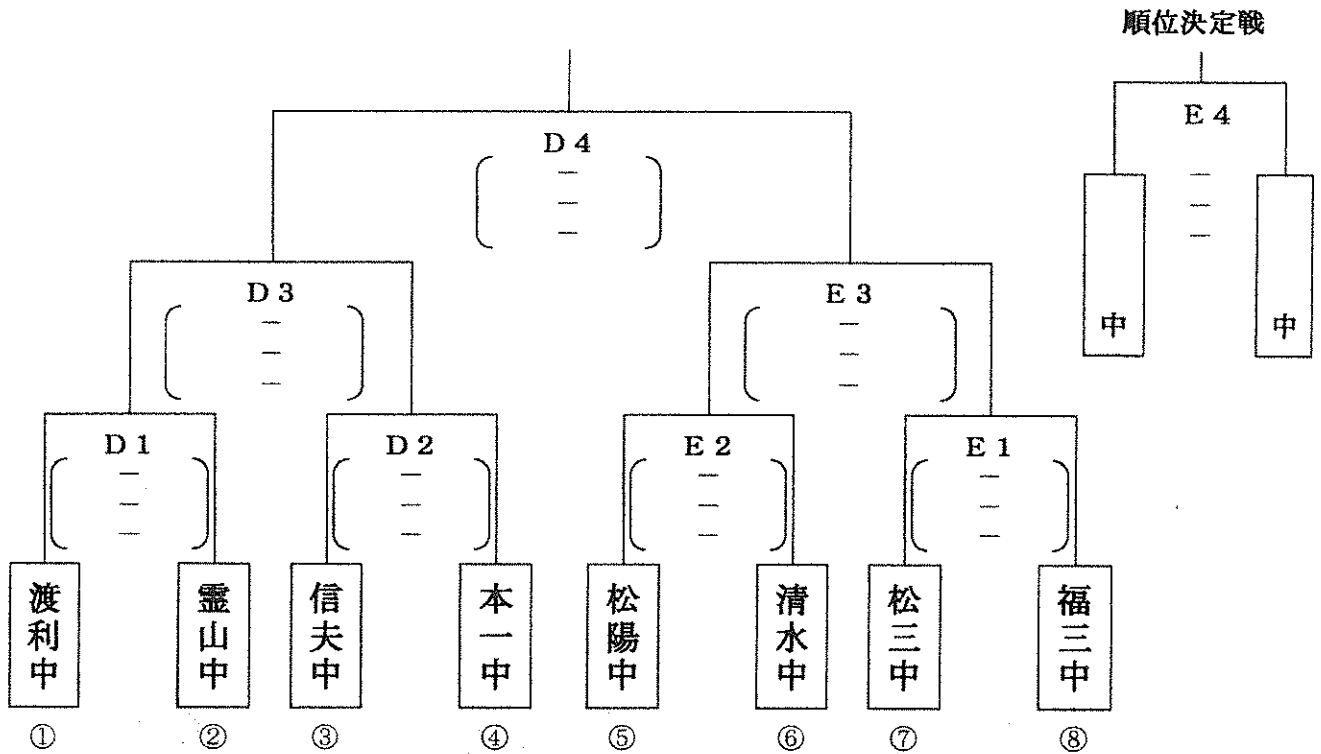 順位決定戦
E 4
D 4
D 3
E 3
D 1
D 2
E 2
E 1
中
中
渡利中
霊山中
信夫中
本一中
松陽中
清水中
松三中
福三中
①
②
③
④
⑤
⑥
⑦
⑧